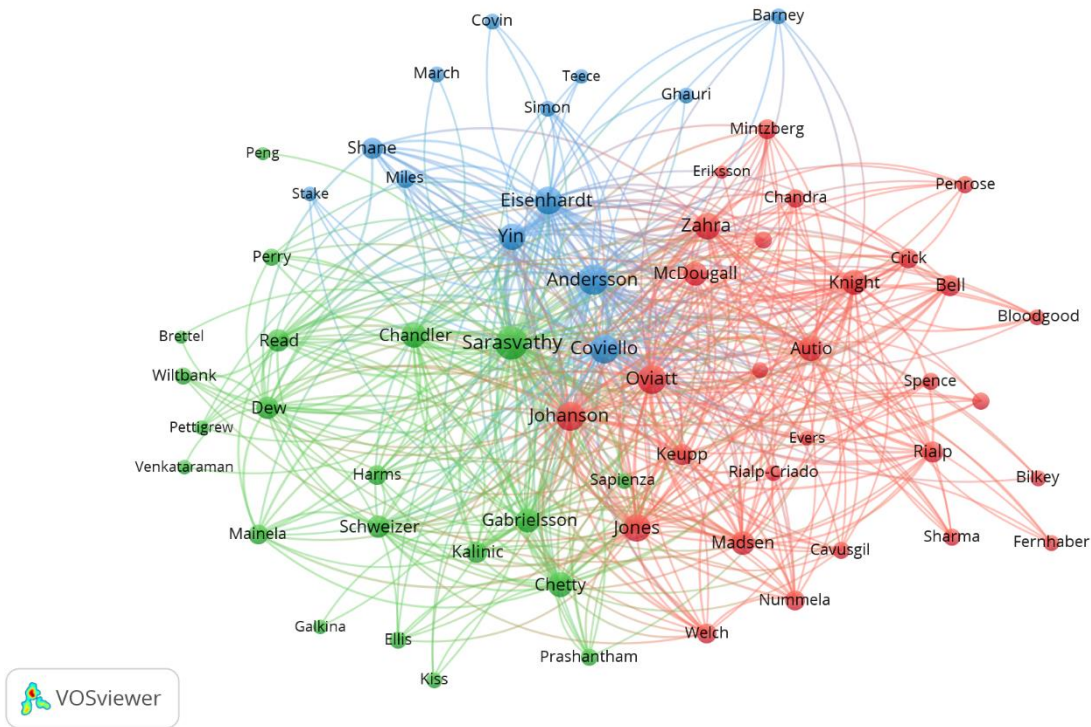 Covin
Barney
March
Teece
Ghauri
Simon
Mintzberg
Shane
Peng
Miles
Eriksson
Stake
Chandra
Penrose
Eisenhardt
Zahra
Yin
Perry
Crick
McDougall
Andersson
Knight
Bell
Bloodgood
Brettel
Read
Chandler
Sarasvathy
Coviello
Autio
Wiltbank
Oviatt
Spence
Dew
Johanson
Pettigrew
Evers
Keupp
Rialp
Venkataraman
Harms
Sapienza
Rialp-Criado
Bilkey
Mainela
Schweizer
Gabrielsson
Jones
Madsen
Sharma
Fernhaber
Kalinic
Cavusgil
Chetty
Nummela
Galkina
Ellis
Welch
Prashantham
Kiss
VOSviewer